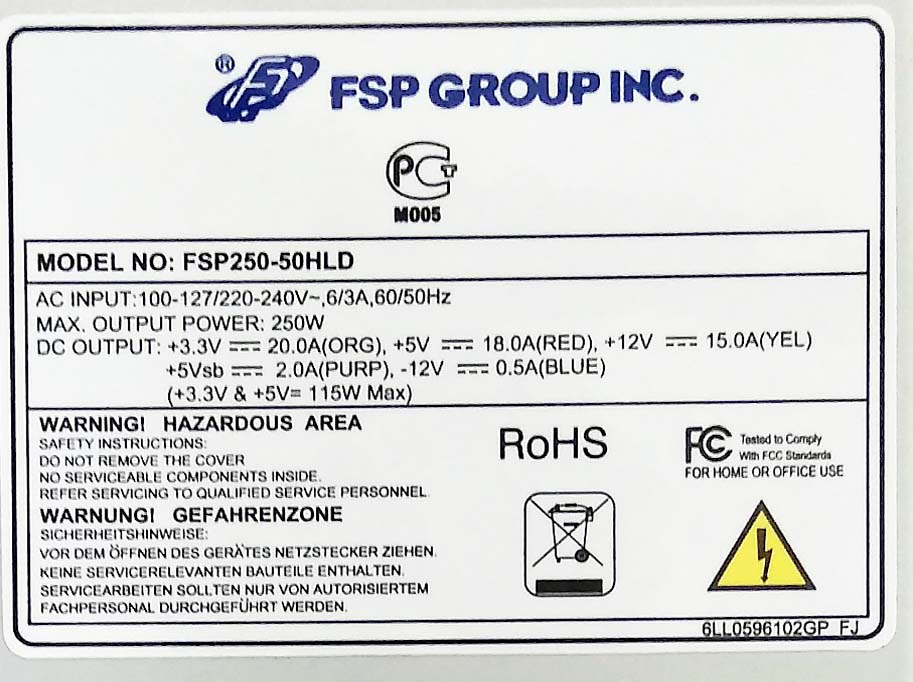 ® FSP GROUP INC.
PCT
M005
MODEL NO: FSP250-50HLD
AC INPUT:100-127/220-240V~,6/3A,60/50Hz
MAX. OUTPUT POWER: 250W
DC OUTPUT: +3.3V ⎓ 20.0A(ORG), +5V ⎓ 18.0A(RED), +12V ⎓ 15.0A(YEL)
+5Vsb ⎓ 2.0A(PURP), -12V ⎓ 0.5A(BLUE)
(+3.3V & +5V= 115W Max)
WARNING! HAZARDOUS AREA
SAFETY INSTRUCTIONS:
DO NOT REMOVE THE COVER
NO SERVICEABLE COMPONENTS INSIDE.
REFER SERVICING TO QUALIFIED SERVICE PERSONNEL.
WARNUNG! GEFAHRENZONE
SICHERHEITSHINWEISE:
VOR DEM ÖFFNEN DES GERÄTES NETZSTECKER ZIEHEN.
KEINE SERVICERELEVANTEN BAUTEILE ENTHALTEN.
SERVICEARBEITEN SOLLTEN NUR VON AUTORISIERTEM
FACHPERSONAL DURCHGEFÜHRT WERDEN.
RoHS
FC Tested to Comply
With FCC Standards
FOR HOME OR OFFICE USE
6LL0596102GP FJ